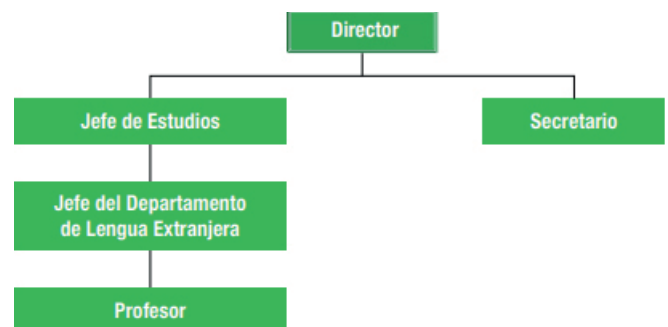 Director
Jefe de Estudios
Secretario
Jefe del Departamento
de Lengua Extranjera
Profesor